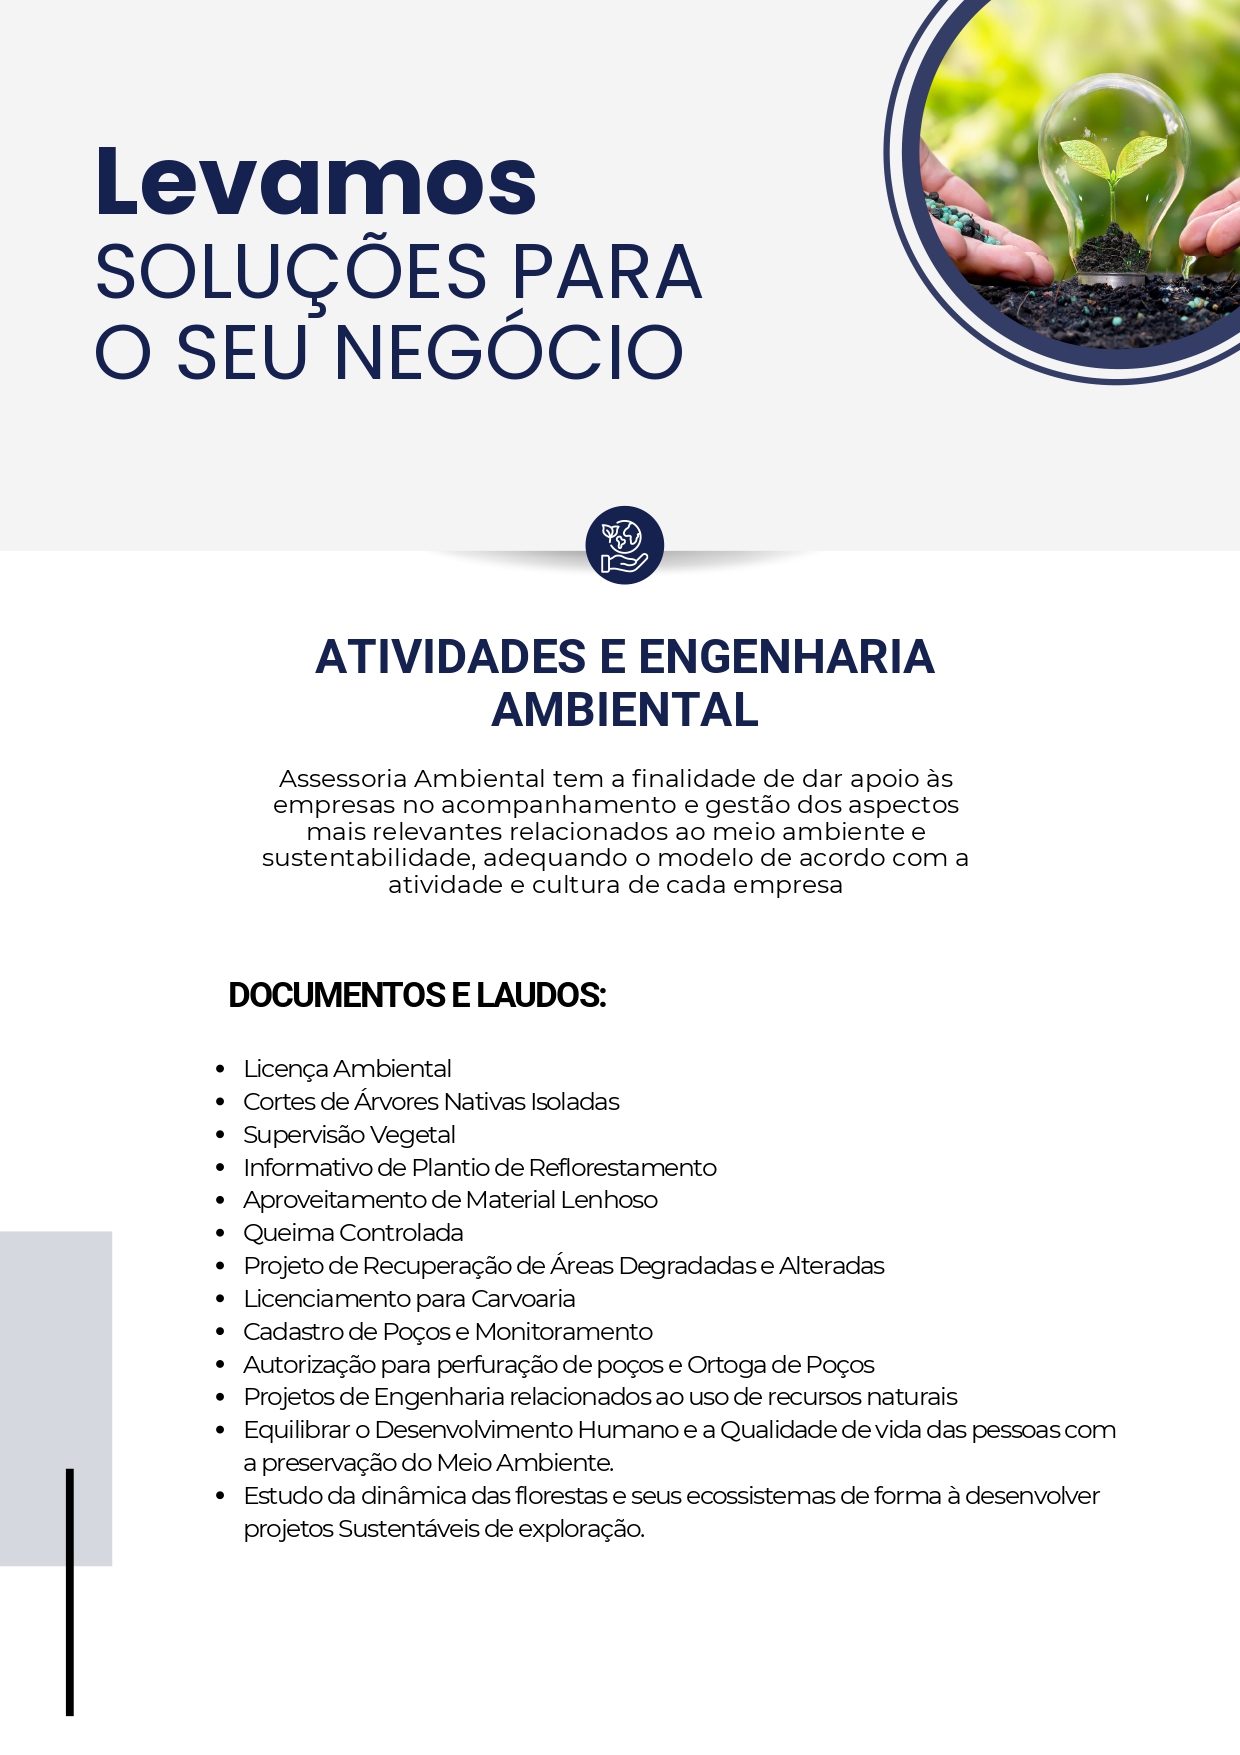 Levamos
SOLUÇÕES PARA
O SEU NEGÓCIO
ATIVIDADES E ENGENHARIA
AMBIENTAL
Assessoria Ambiental tem a finalidade de dar apoio às
empresas no acompanhamento e gestão dos aspectos
mais relevantes relacionados ao meio ambiente e
sustentabilidade, adequando o modelo de acordo com a
atividade e cultura de cada empresa
DOCUMENTOS E LAUDOS:
• Licença Ambiental
• Cortes de Árvores Nativas Isoladas
• Supervisão Vegetal
• Informativo de Plantio de Reflorestamento
• Aproveitamento de Material Lenhoso
• Queima Controlada
• Projeto de Recuperação de Áreas Degradadas e Alteradas
• Licenciamento para Carvoaria
• Cadastro de Poços e Monitoramento
• Autorização para perfuração de poços e Ortoga de Poços
• Projetos de Engenharia relacionados ao uso de recursos naturais
• Equilibrar o Desenvolvimento Humano e a Qualidade de vida das pessoas com
a preservação do Meio Ambiente.
• Estudo da dinâmica das florestas e seus ecossistemas de forma à desenvolver
projetos Sustentáveis de exploração.